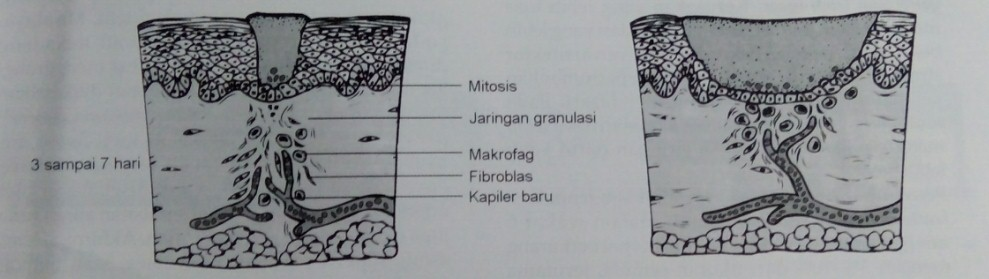 Mitosis
Jaringan granulasi
3 sampai 7 hari
Makrofag
Fibroblas
Kapiler baru